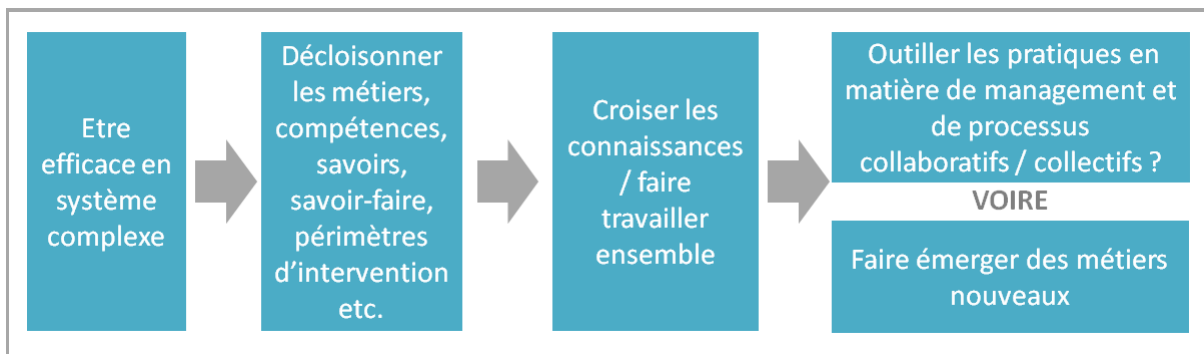 Etre
efficace en
système
complexe
Décloisonner
les métiers,
compétences,
savoirs,
savoir-faire,
périmètres
d'intervention
etc.
Croiser les
connaissances
/ faire
travailler
ensemble
Outiller les pratiques en
matière de management et
de processus
collaboratifs / collectifs ?
VOIRE
Faire émerger des métiers
nouveaux